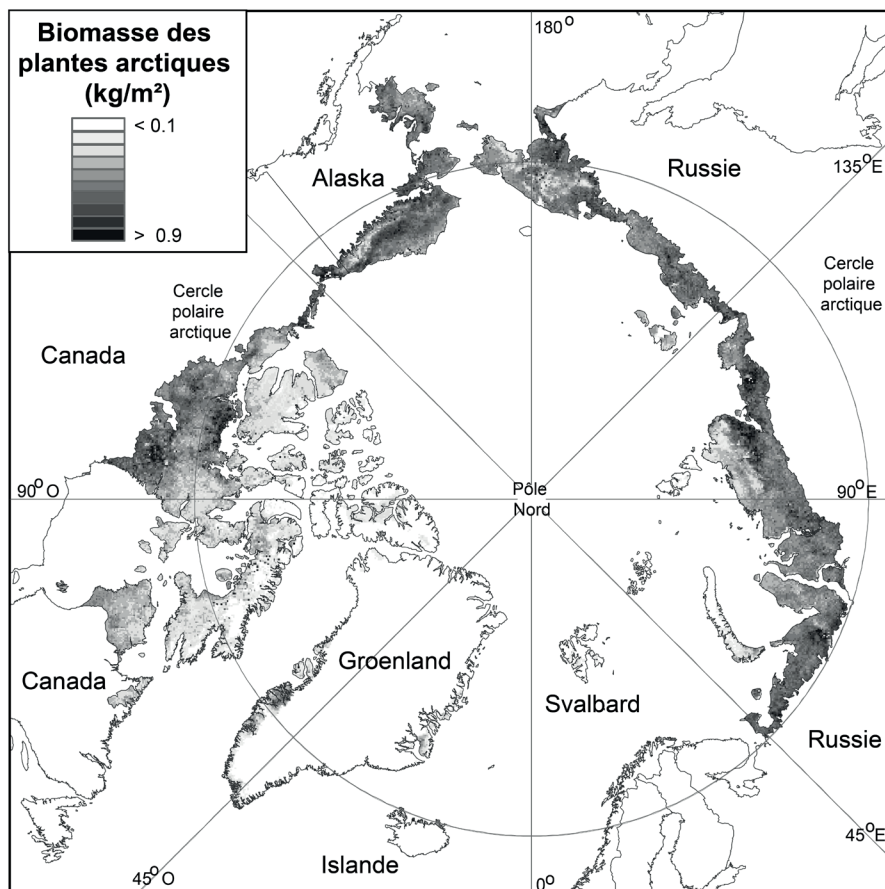 Biomasse des
plantes arctiques
(kg/m²)
< 0.1
> 0.9
180°
Alaska
Russie
135°E
Cercle
polaire
arctique
Cercle
polaire
arctique
Canada
90° O
Pôle
Nord
90° E
Groenland
Canada
Svalbard
Russie
45°E
Islande
45° O
0°